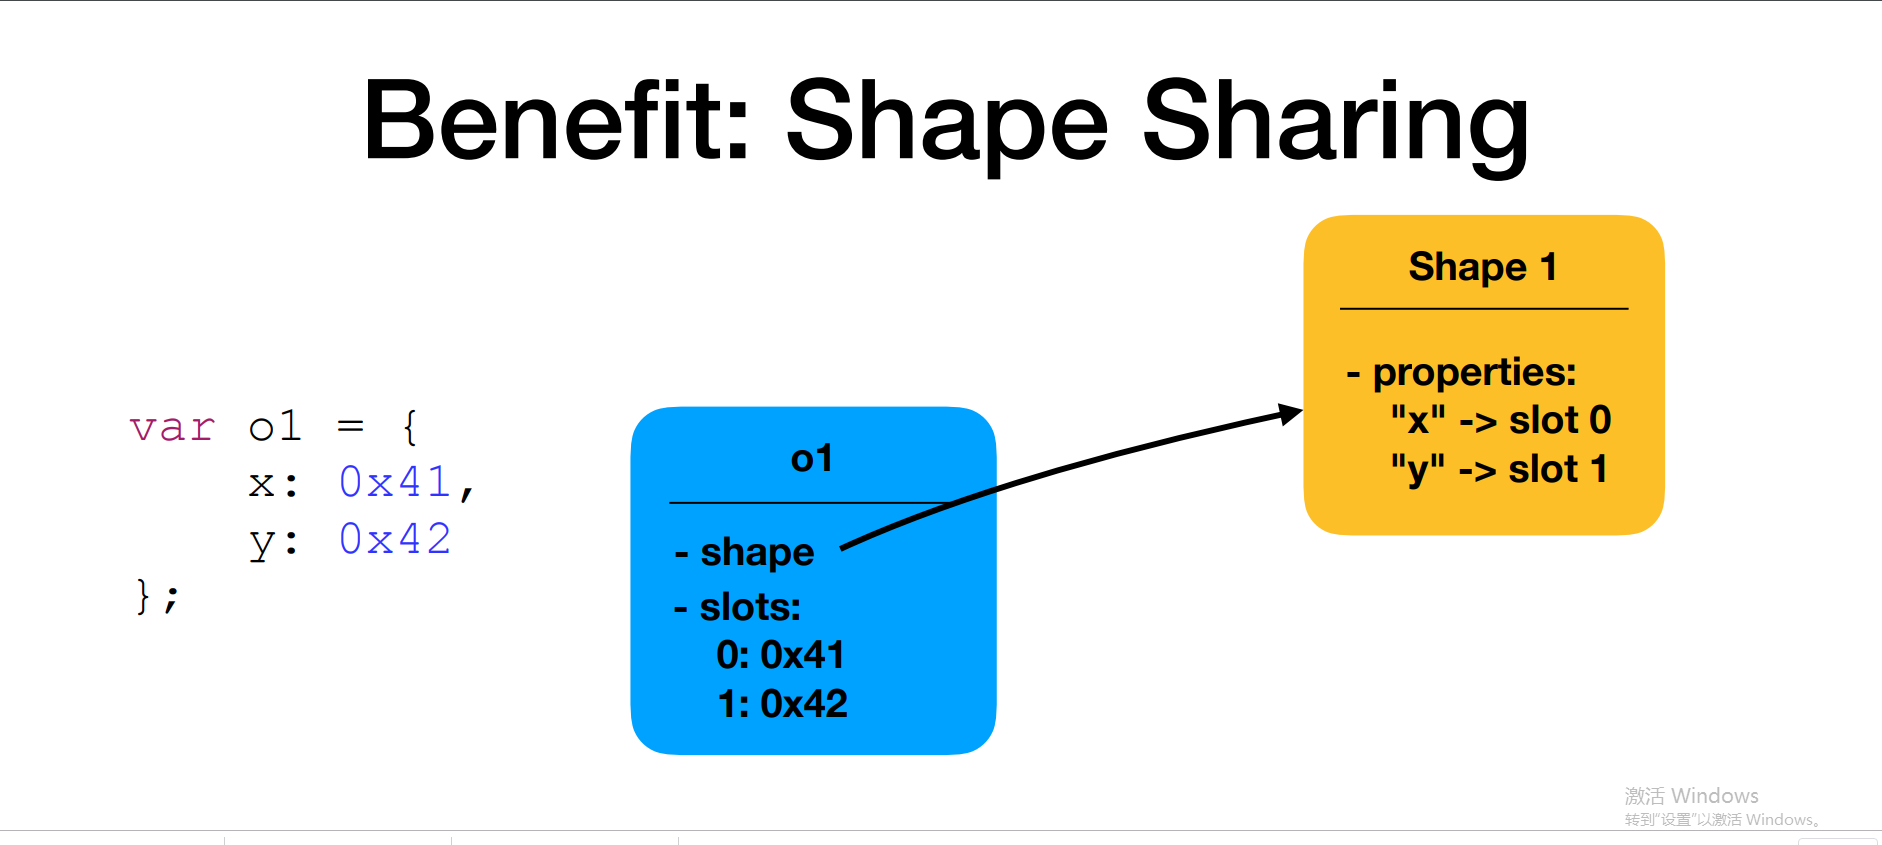 Benefit: Shape Sharing
var o1 = {
x: 0x41,
y: 0x42
};
o1
- shape
- slots:
0: 0x41
1: 0x42
Shape 1
- properties:
"x" -> slot 0
"y" -> slot 1
激活 Windows
转到“设置”以激活 Windows。